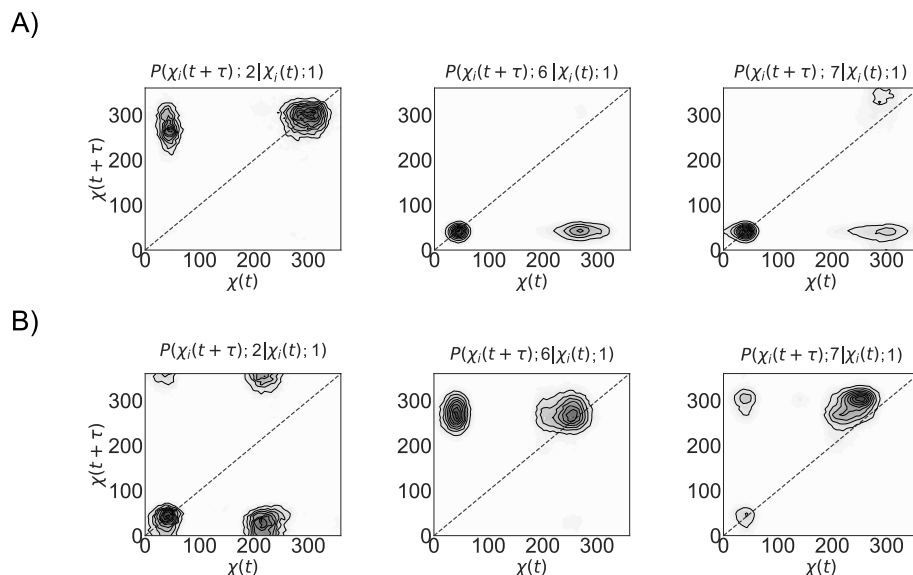 A)
P(χᵢ(t + τ) ; 2|χᵢ(t); 1) P(χᵢ(t + τ) ; 6|χᵢ(t); 1) P(χᵢ(t + τ) ; 7|χᵢ(t); 1)
χ(t + τ)
300 300 300
200 200 200
100 100 100
0 0 0
0 100 200 300 0 100 200 300 0 100 200 300
χ(t) χ(t) χ(t)
B)
P(χᵢ(t + τ) ; 2|χᵢ(t); 1) P(χᵢ(t + τ) ; 6|χᵢ(t); 1) P(χᵢ(t + τ) ; 7|χᵢ(t); 1)
χ(t + τ)
300 300 300
200 200 200
100 100 100
0 0 0
0 100 200 300 0 100 200 300 0 100 200 300
χ(t) χ(t) χ(t)